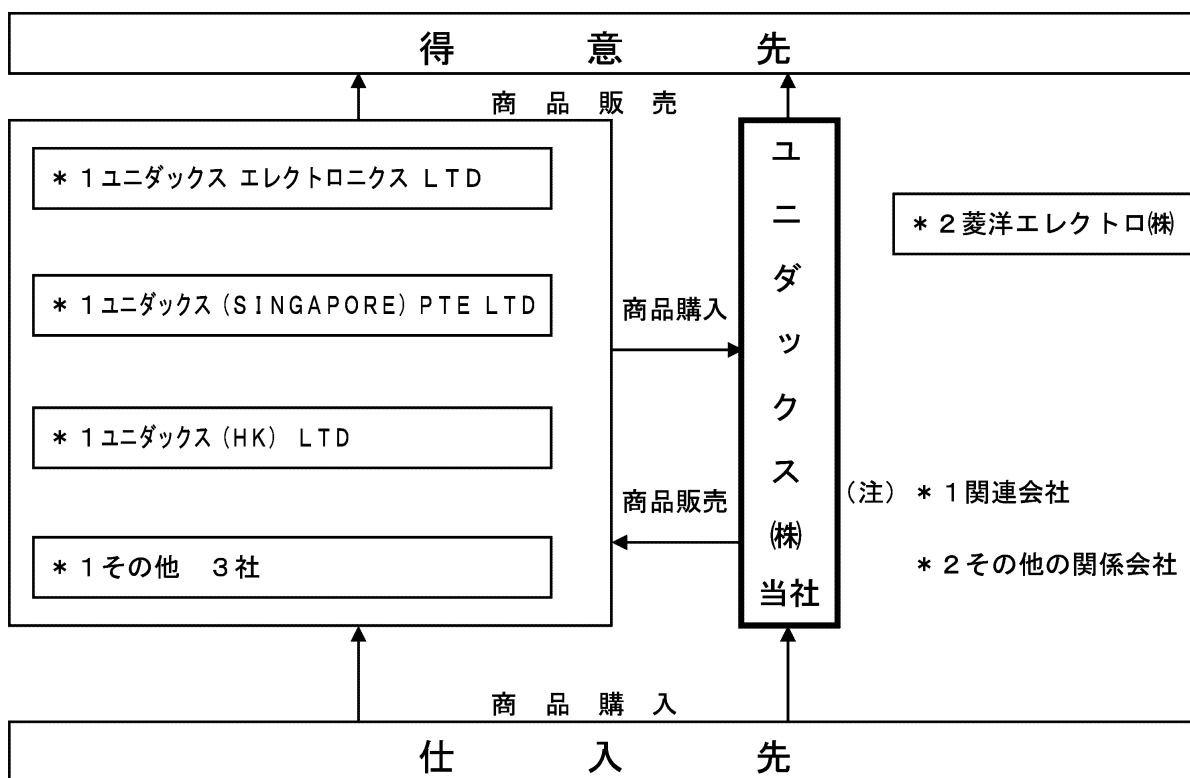 得意先
商品販売
＊１ユニダックス エレクトロニクス ＬＴＤ
＊１ユニダックス（ＳＩＮＧＡＰＯＲＥ）ＰＴＥ ＬＴＤ
＊１ユニダックス（ＨＫ） ＬＴＤ
＊１その他　３社
商品購入
商品販売
ユニダックス㈱当社
＊２菱洋エレクトロ㈱
（注）＊１関連会社
＊２その他の関係会社
商品購入
仕入先